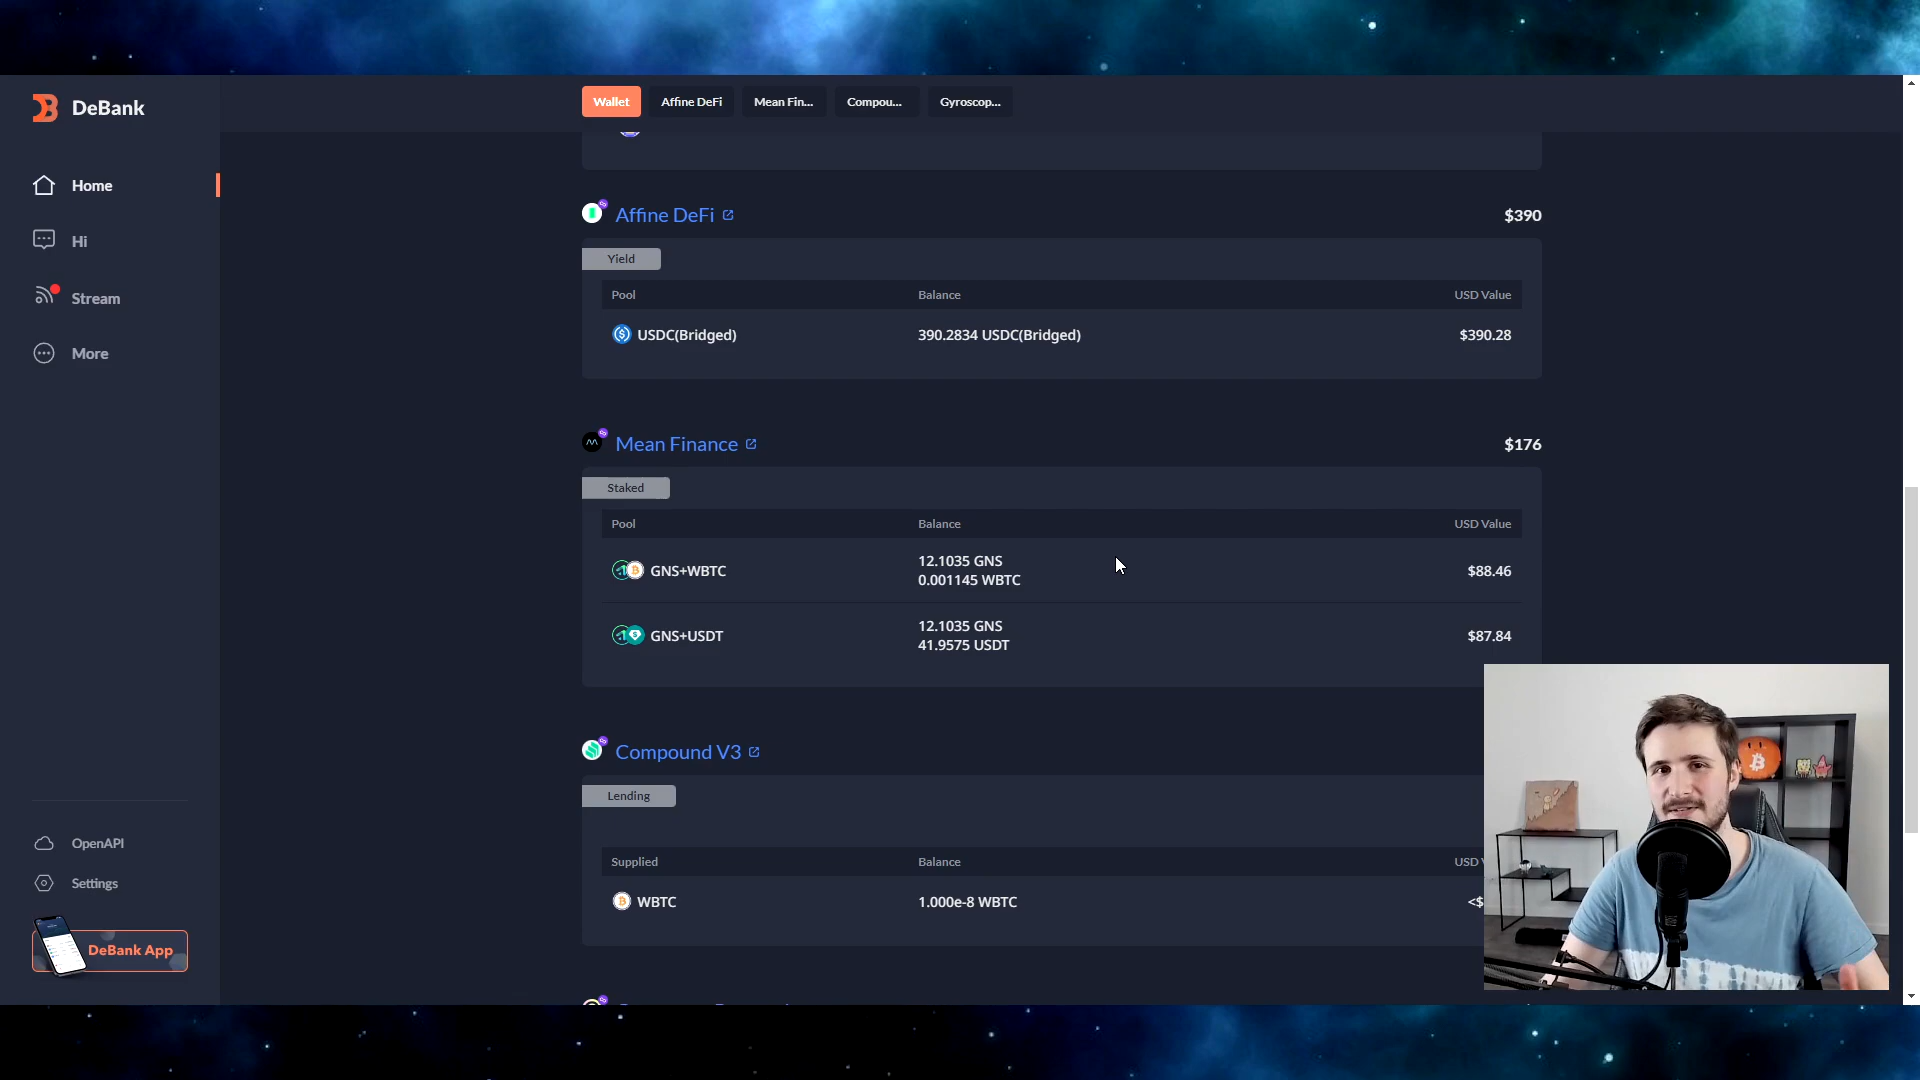 DeBank
Wallet
Affine DeFi
Mean Fin...
Compou...
Gyroscop...
Home
Hi
Stream
More
Affine DeFi
$390
Yield
Pool
Balance
USD Value
USDC(Bridged)
390.2834 USDC(Bridged)
$390.28
Mean Finance
$176
Staked
Pool
Balance
USD Value
GNS+WBTC
12.1035 GNS
0.001145 WBTC
$88.46
GNS+USDT
12.1035 GNS
41.9575 USDT
$87.84
Compound V3
Lending
Supplied
Balance
USD
WBTC
1.000e-8 WBTC
<$
OpenAPI
Settings
DeBank App